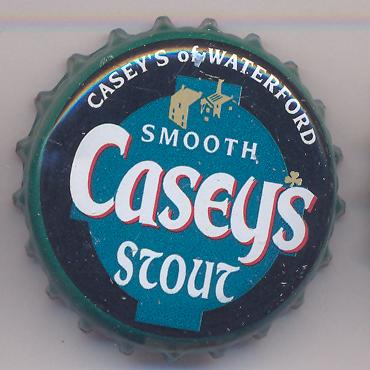 CASEY'S of WATERFORD
SMOOTH
CASEY'S
STOUT